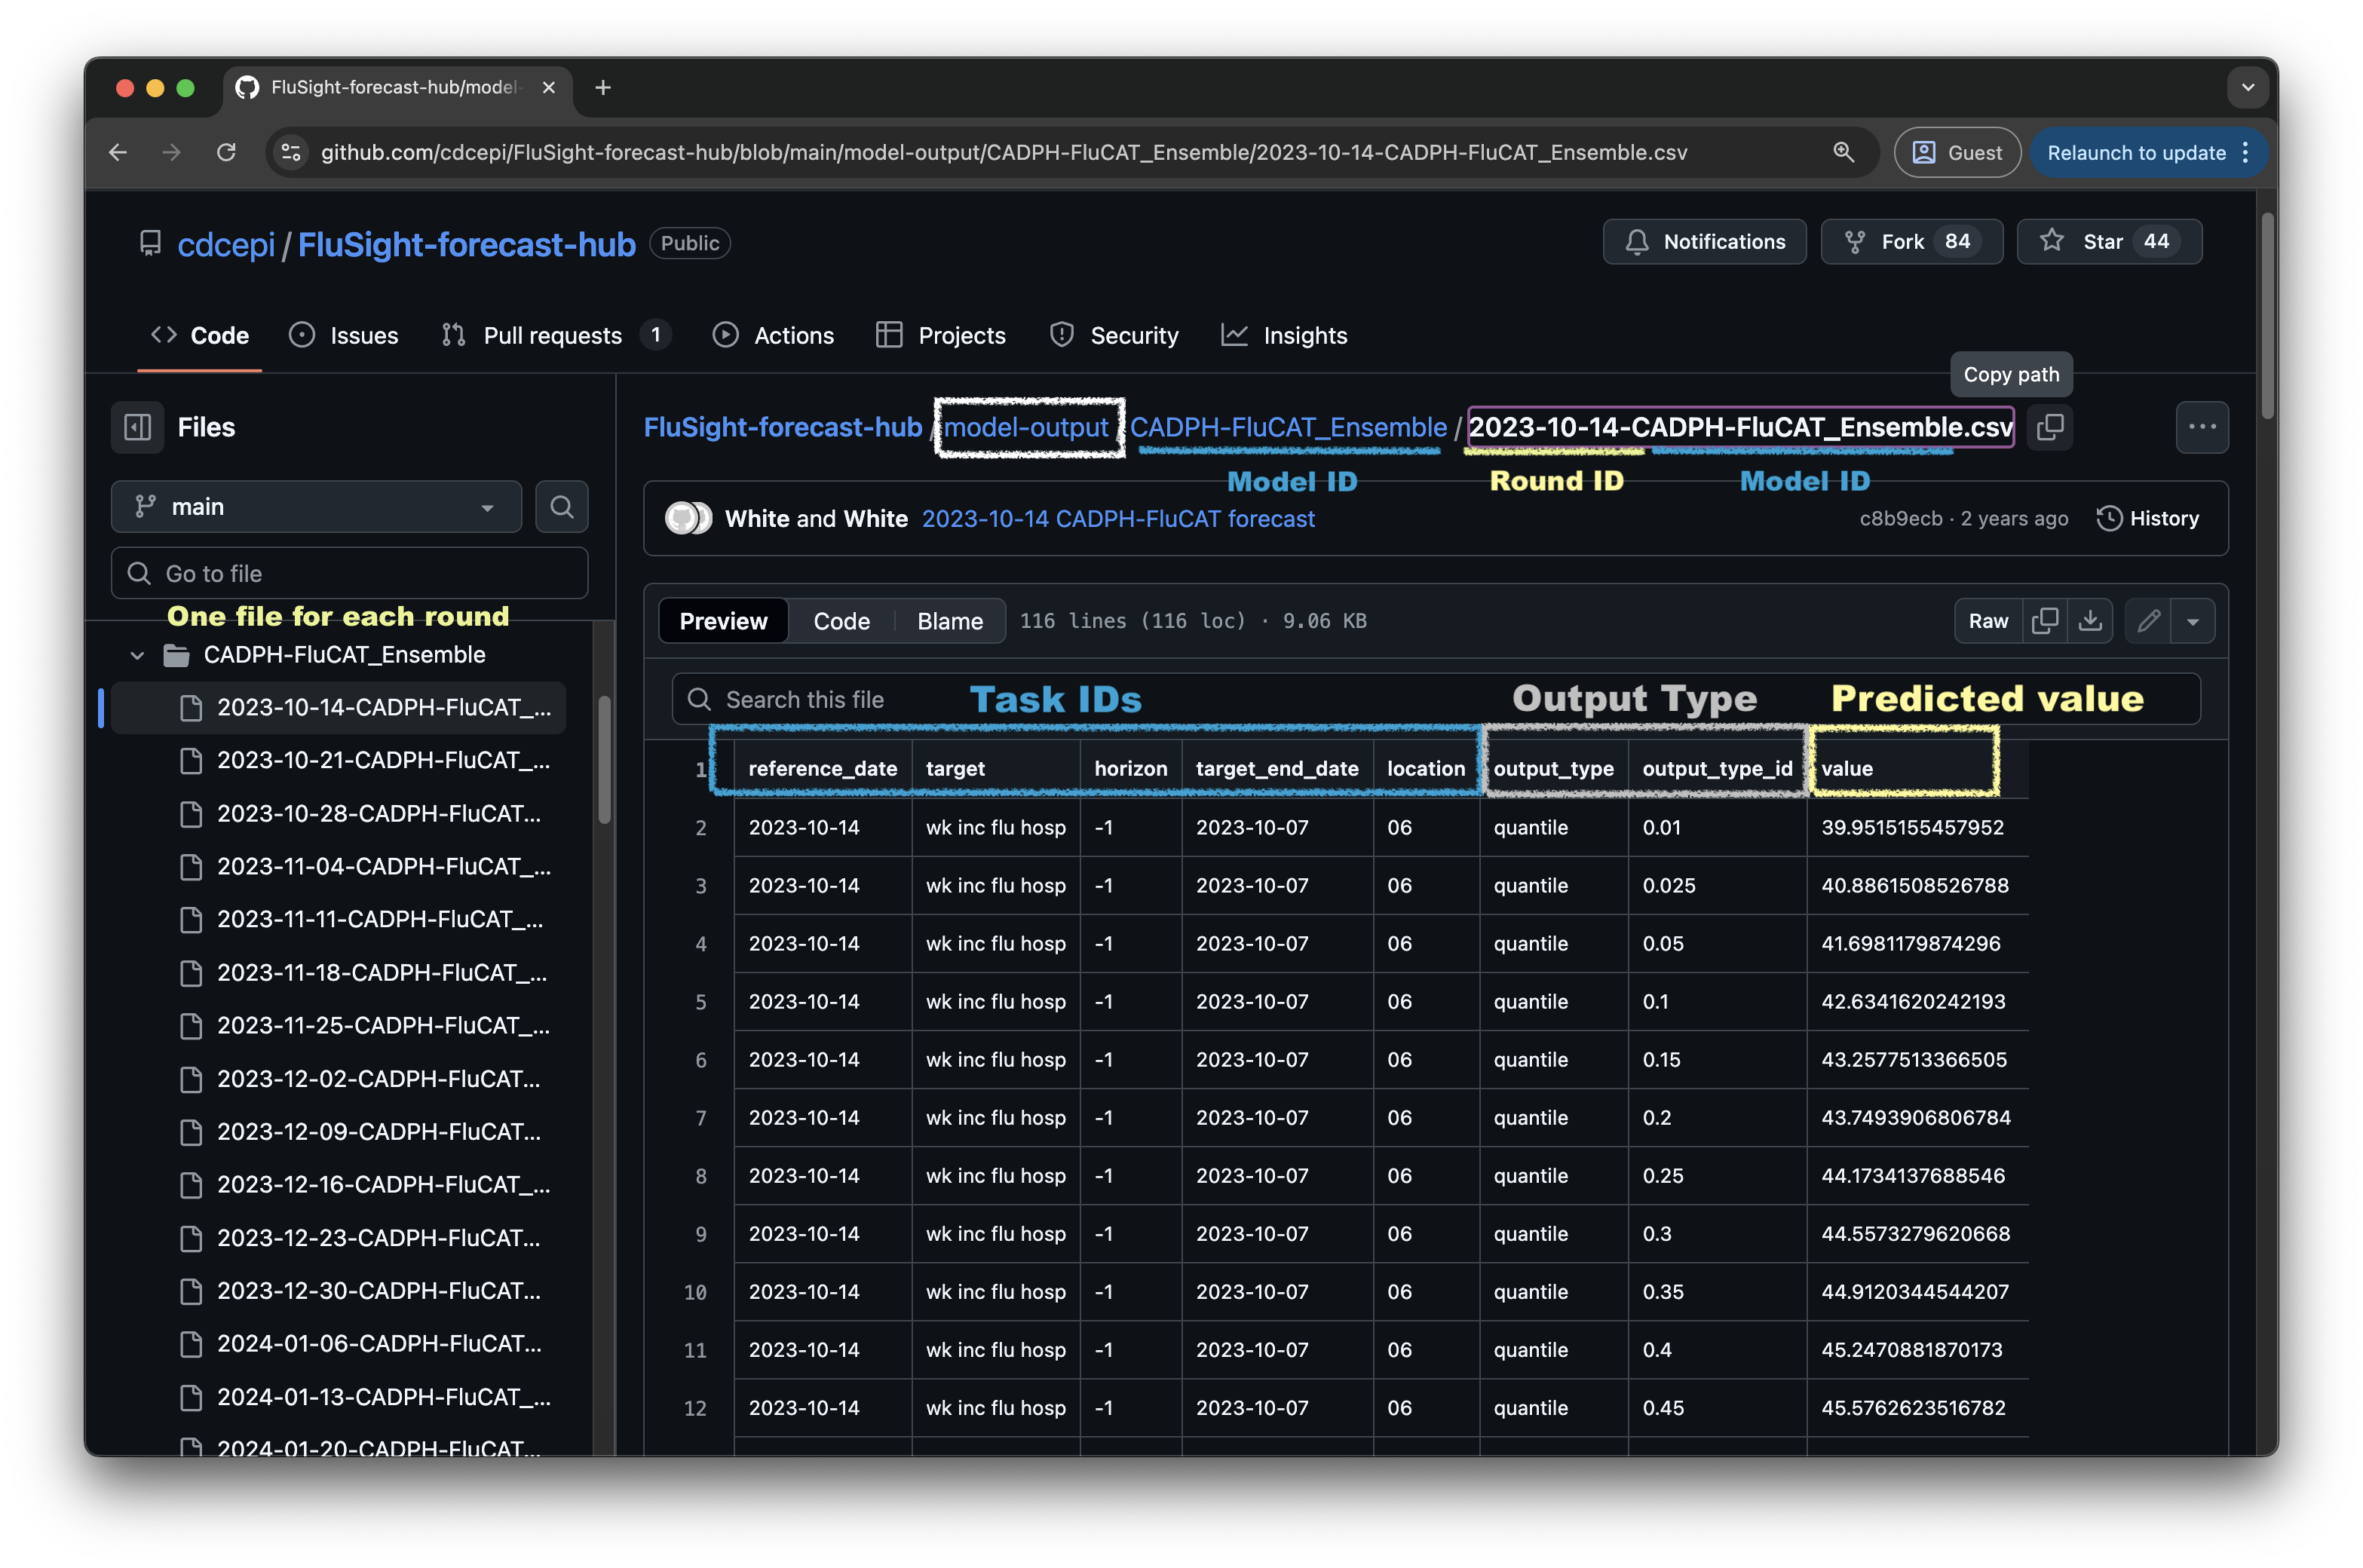 FluSight-forecast-hub/model-
github.com/cdcepi/FluSight-forecast-hub/blob/main/model-output/CADPH-FluCAT_Ensemble/2023-10-14-CADPH-FluCAT_Ensemble.csv
Guest
Relaunch to update
cdcepi / FluSight-forecast-hub Public
Notifications
Fork 84
Star 44
Code
Issues
Pull requests 1
Actions
Projects
Security
Insights
Copy path
Files
main
Go to file
One file for each round
CADPH-FluCAT_Ensemble
2023-10-14-CADPH-FluCAT_...
2023-10-21-CADPH-FluCAT_...
2023-10-28-CADPH-FluCAT...
2023-11-04-CADPH-FluCAT_...
2023-11-11-CADPH-FluCAT_...
2023-11-18-CADPH-FluCAT_...
2023-11-25-CADPH-FluCAT_...
2023-12-02-CADPH-FluCAT...
2023-12-09-CADPH-FluCAT...
2023-12-16-CADPH-FluCAT_...
2023-12-23-CADPH-FluCAT...
2023-12-30-CADPH-FluCAT...
2024-01-06-CADPH-FluCAT...
2024-01-13-CADPH-FluCAT_...
2024-01-20-CADPH-FluCAT...
FluSight-forecast-hub / model-output / CADPH-FluCAT_Ensemble / 2023-10-14-CADPH-FluCAT_Ensemble.csv
Model ID Round ID Model ID
White and White 2023-10-14 CADPH-FluCAT forecast
c8b9ecb · 2 years ago
History
Preview Code Blame 116 lines (116 loc) · 9.06 KB
Raw
Search this file
Task IDs Output Type Predicted value
1 reference_date target horizon target_end_date location output_type output_type_id value
2 2023-10-14 wk inc flu hosp -1 2023-10-07 06 quantile 0.01 39.9515155457952
3 2023-10-14 wk inc flu hosp -1 2023-10-07 06 quantile 0.025 40.8861508526788
4 2023-10-14 wk inc flu hosp -1 2023-10-07 06 quantile 0.05 41.6981179874296
5 2023-10-14 wk inc flu hosp -1 2023-10-07 06 quantile 0.1 42.6341620242193
6 2023-10-14 wk inc flu hosp -1 2023-10-07 06 quantile 0.15 43.2577513366505
7 2023-10-14 wk inc flu hosp -1 2023-10-07 06 quantile 0.2 43.7493906806784
8 2023-10-14 wk inc flu hosp -1 2023-10-07 06 quantile 0.25 44.1734137688546
9 2023-10-14 wk inc flu hosp -1 2023-10-07 06 quantile 0.3 44.5573279620668
10 2023-10-14 wk inc flu hosp -1 2023-10-07 06 quantile 0.35 44.9120344544207
11 2023-10-14 wk inc flu hosp -1 2023-10-07 06 quantile 0.4 45.2470881870173
12 2023-10-14 wk inc flu hosp -1 2023-10-07 06 quantile 0.45 45.5762623516782